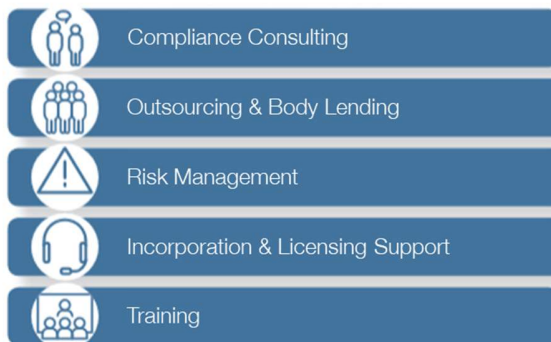 Compliance Consulting
Outsourcing & Body Lending
Risk Management
Incorporation & Licensing Support
Training